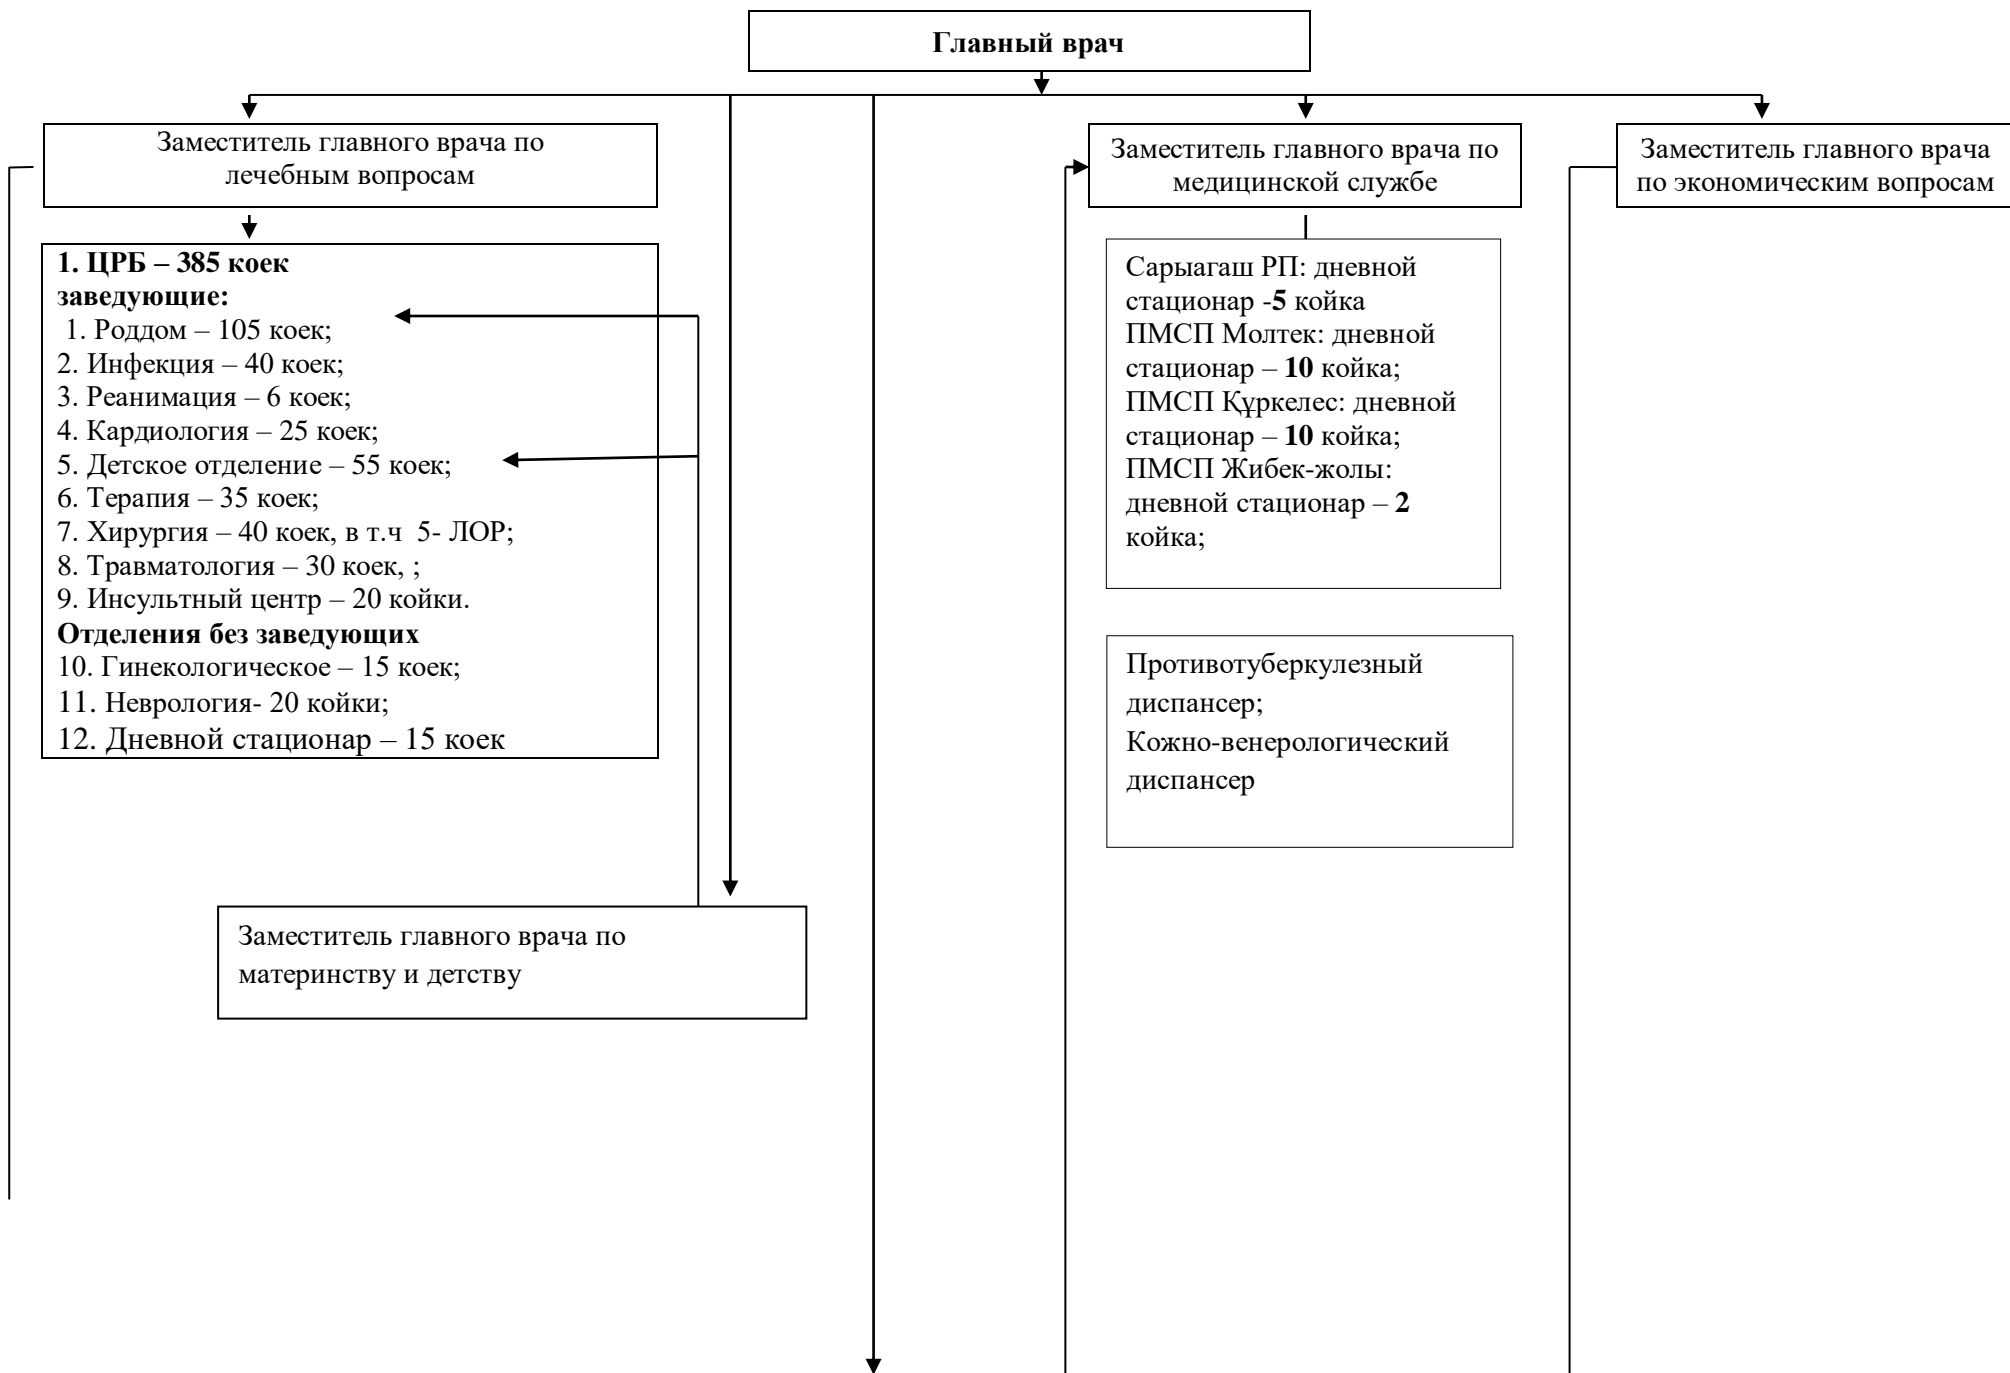 Главный врач
Заместитель главного врача по
лечебным вопросам
Заместитель главного врача по
медицинской службе
Заместитель главного врача
по экономическим вопросам
1. ЦРБ – 385 коек
заведующие:
1. Роддом – 105 коек;
2. Инфекция – 40 коек;
3. Реанимация – 6 коек;
4. Кардиология – 25 коек;
5. Детское отделение – 55 коек;
6. Терапия – 35 коек;
7. Хирургия – 40 коек, в т.ч  5- ЛОР;
8. Травматология – 30 коек, ;
9. Инсультный центр – 20 койки.
Отделения без заведующих
10. Гинекологическое – 15 коек;
11. Неврология- 20 койки;
12. Дневной стационар – 15 коек
Сарыагаш РП: дневной
стационар -5 койка
ПМСП Молтек: дневной
стационар – 10 койка;
ПМСП Құркелес: дневной
стационар – 10 койка;
ПМСП Жибек-жолы:
дневной стационар – 2
койка;
Противотуберкулезный
диспансер;
Кожно-венерологический
диспансер
Заместитель главного врача по
материнству и детству